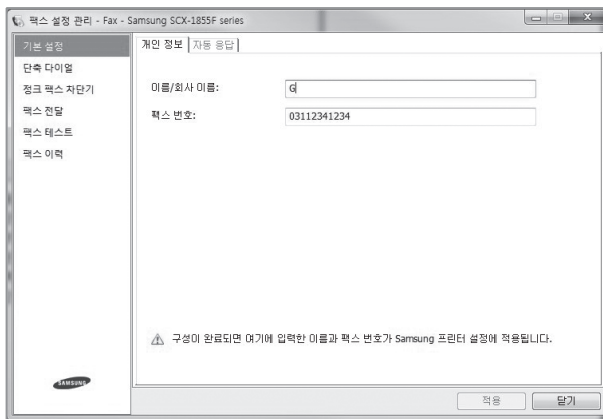 팩스 설정 관리 - Fax - Samsung SCX-1855F series
기본 설정
단축 다이얼
정크 팩스 차단기
팩스 전달
팩스 테스트
팩스 이력
개인 정보
자동 응답
이름/회사 이름:
G
팩스 번호:
03112341234
구성이 완료되면 여기에 입력한 이름과 팩스 번호가 Samsung 프린터 설정에 적용됩니다.
SAMSUNG
적용
닫기